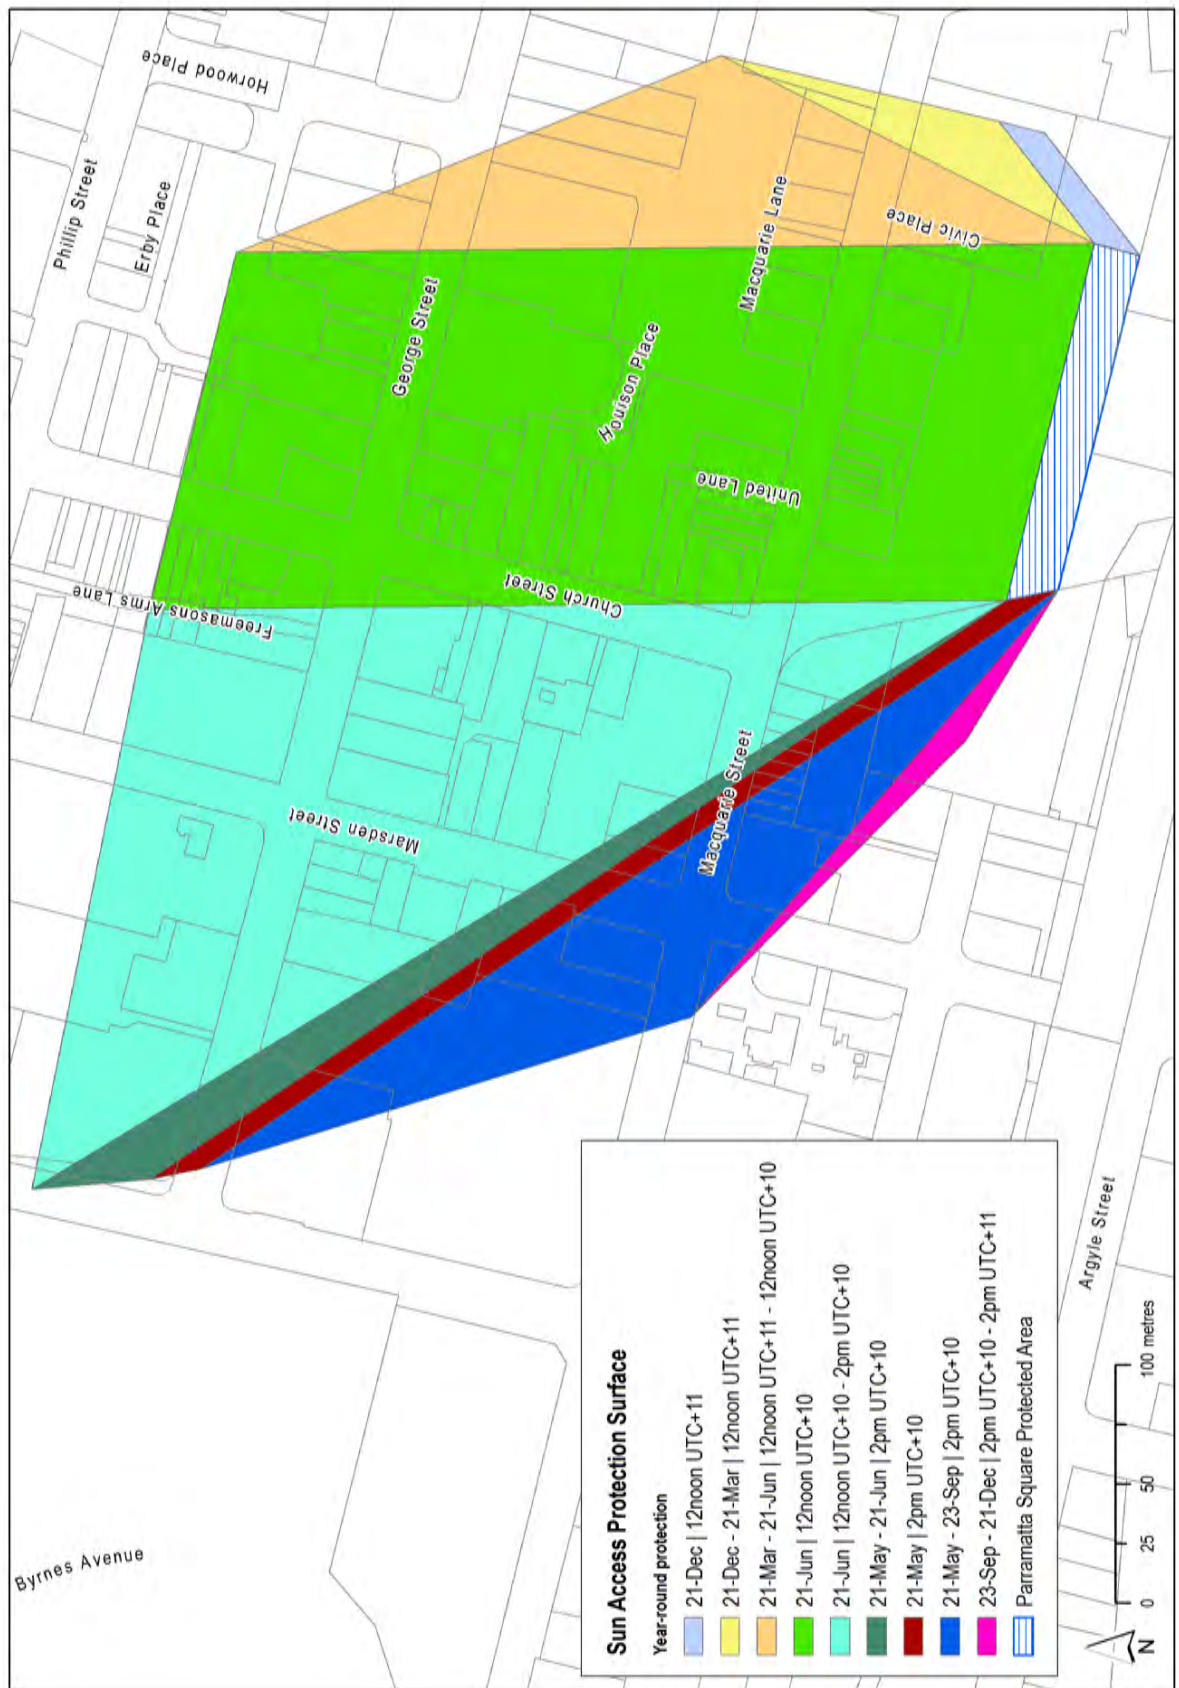 Phillip Street
Horwood Place
Erby Place
George Street
Macquarie Lane
Civic Place
Houison Place
United Lane
Church Street
Freemasons Arms Lane
Marsden Street
Macquarie Street
Argyle Street
Byrnes Avenue
Sun Access Protection Surface
Year-round protection
21-Dec | 12noon UTC+11
21-Dec - 21-Mar | 12noon UTC+11
21-Mar - 21-Jun | 12noon UTC+11 - 12noon UTC+10
21-Jun | 12noon UTC+10
21-Jun | 12noon UTC+10 - 2pm UTC+10
21-May - 21-Jun | 2pm UTC+10
21-May | 2pm UTC+10
21-May - 23-Sep | 2pm UTC+10
23-Sep - 21-Dec | 2pm UTC+10 - 2pm UTC+11
Parramatta Square Protected Area
N
0 25 50 100 metres